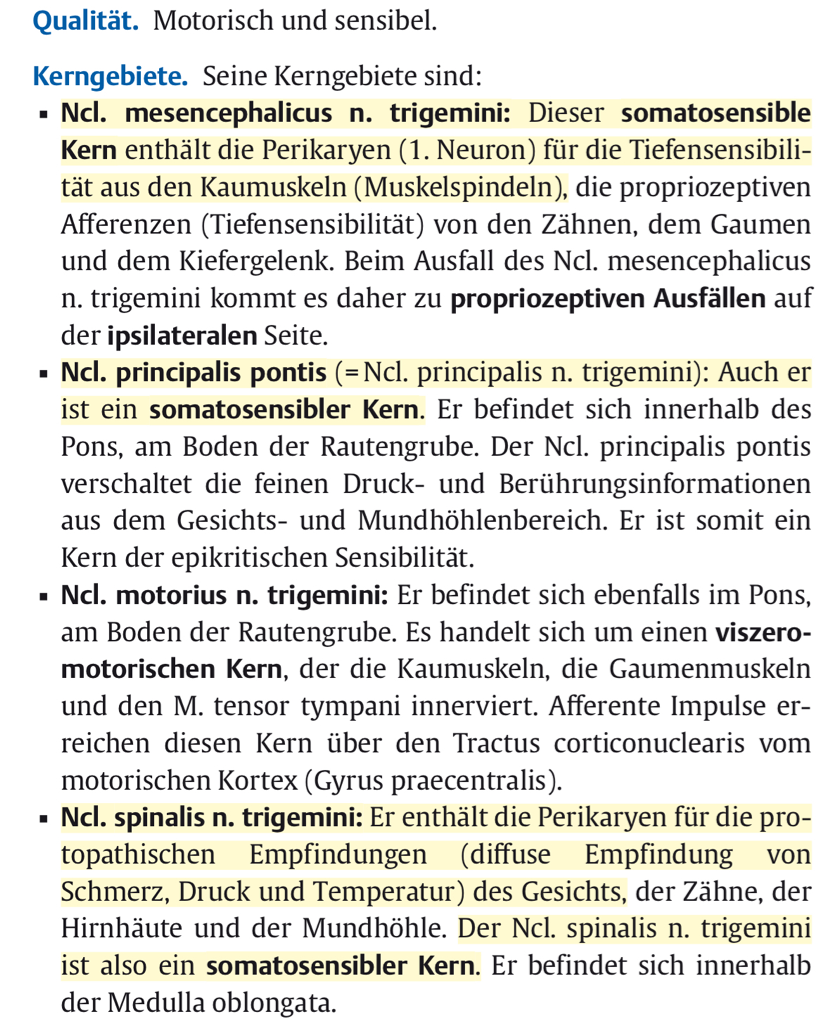 Qualität. Motorisch und sensibel.
Kerngebiete. Seine Kerngebiete sind:
▪ Ncl. mesencephalicus n. trigemini: Dieser somatosensible
Kern enthält die Perikaryen (1. Neuron) für die Tiefensensibili-
tät aus den Kaumuskeln (Muskelspindeln), die propriozeptiven
Afferenzen (Tiefensensibilität) von den Zähnen, dem Gaumen
und dem Kiefergelenk. Beim Ausfall des Ncl. mesencephalicus
n. trigemini kommt es daher zu propriozeptiven Ausfällen auf
der ipsilateralen Seite.
▪ Ncl. principalis pontis (= Ncl. principalis n. trigemini): Auch er
ist ein somatosensibler Kern. Er befindet sich innerhalb des
Pons, am Boden der Rautengrube. Der Ncl. principalis pontis
verschaltet die feinen Druck- und Berührungsinformationen
aus dem Gesichts- und Mundhöhlenbereich. Er ist somit ein
Kern der epikritischen Sensibilität.
▪ Ncl. motorius n. trigemini: Er befindet sich ebenfalls im Pons,
am Boden der Rautengrube. Es handelt sich um einen viszero-
motorischen Kern, der die Kaumuskeln, die Gaumenmuskeln
und den M. tensor tympani innerviert. Afferente Impulse er-
reichen diesen Kern über den Tractus corticonuclearis vom
motorischen Kortex (Gyrus praecentralis).
▪ Ncl. spinalis n. trigemini: Er enthält die Perikaryen für die pro-
topathischen Empfindungen (diffuse Empfindung von
Schmerz, Druck und Temperatur) des Gesichts, der Zähne, der
Hirnhäute und der Mundhöhle. Der Ncl. spinalis n. trigemini
ist also ein somatosensibler Kern. Er befindet sich innerhalb
der Medulla oblongata.